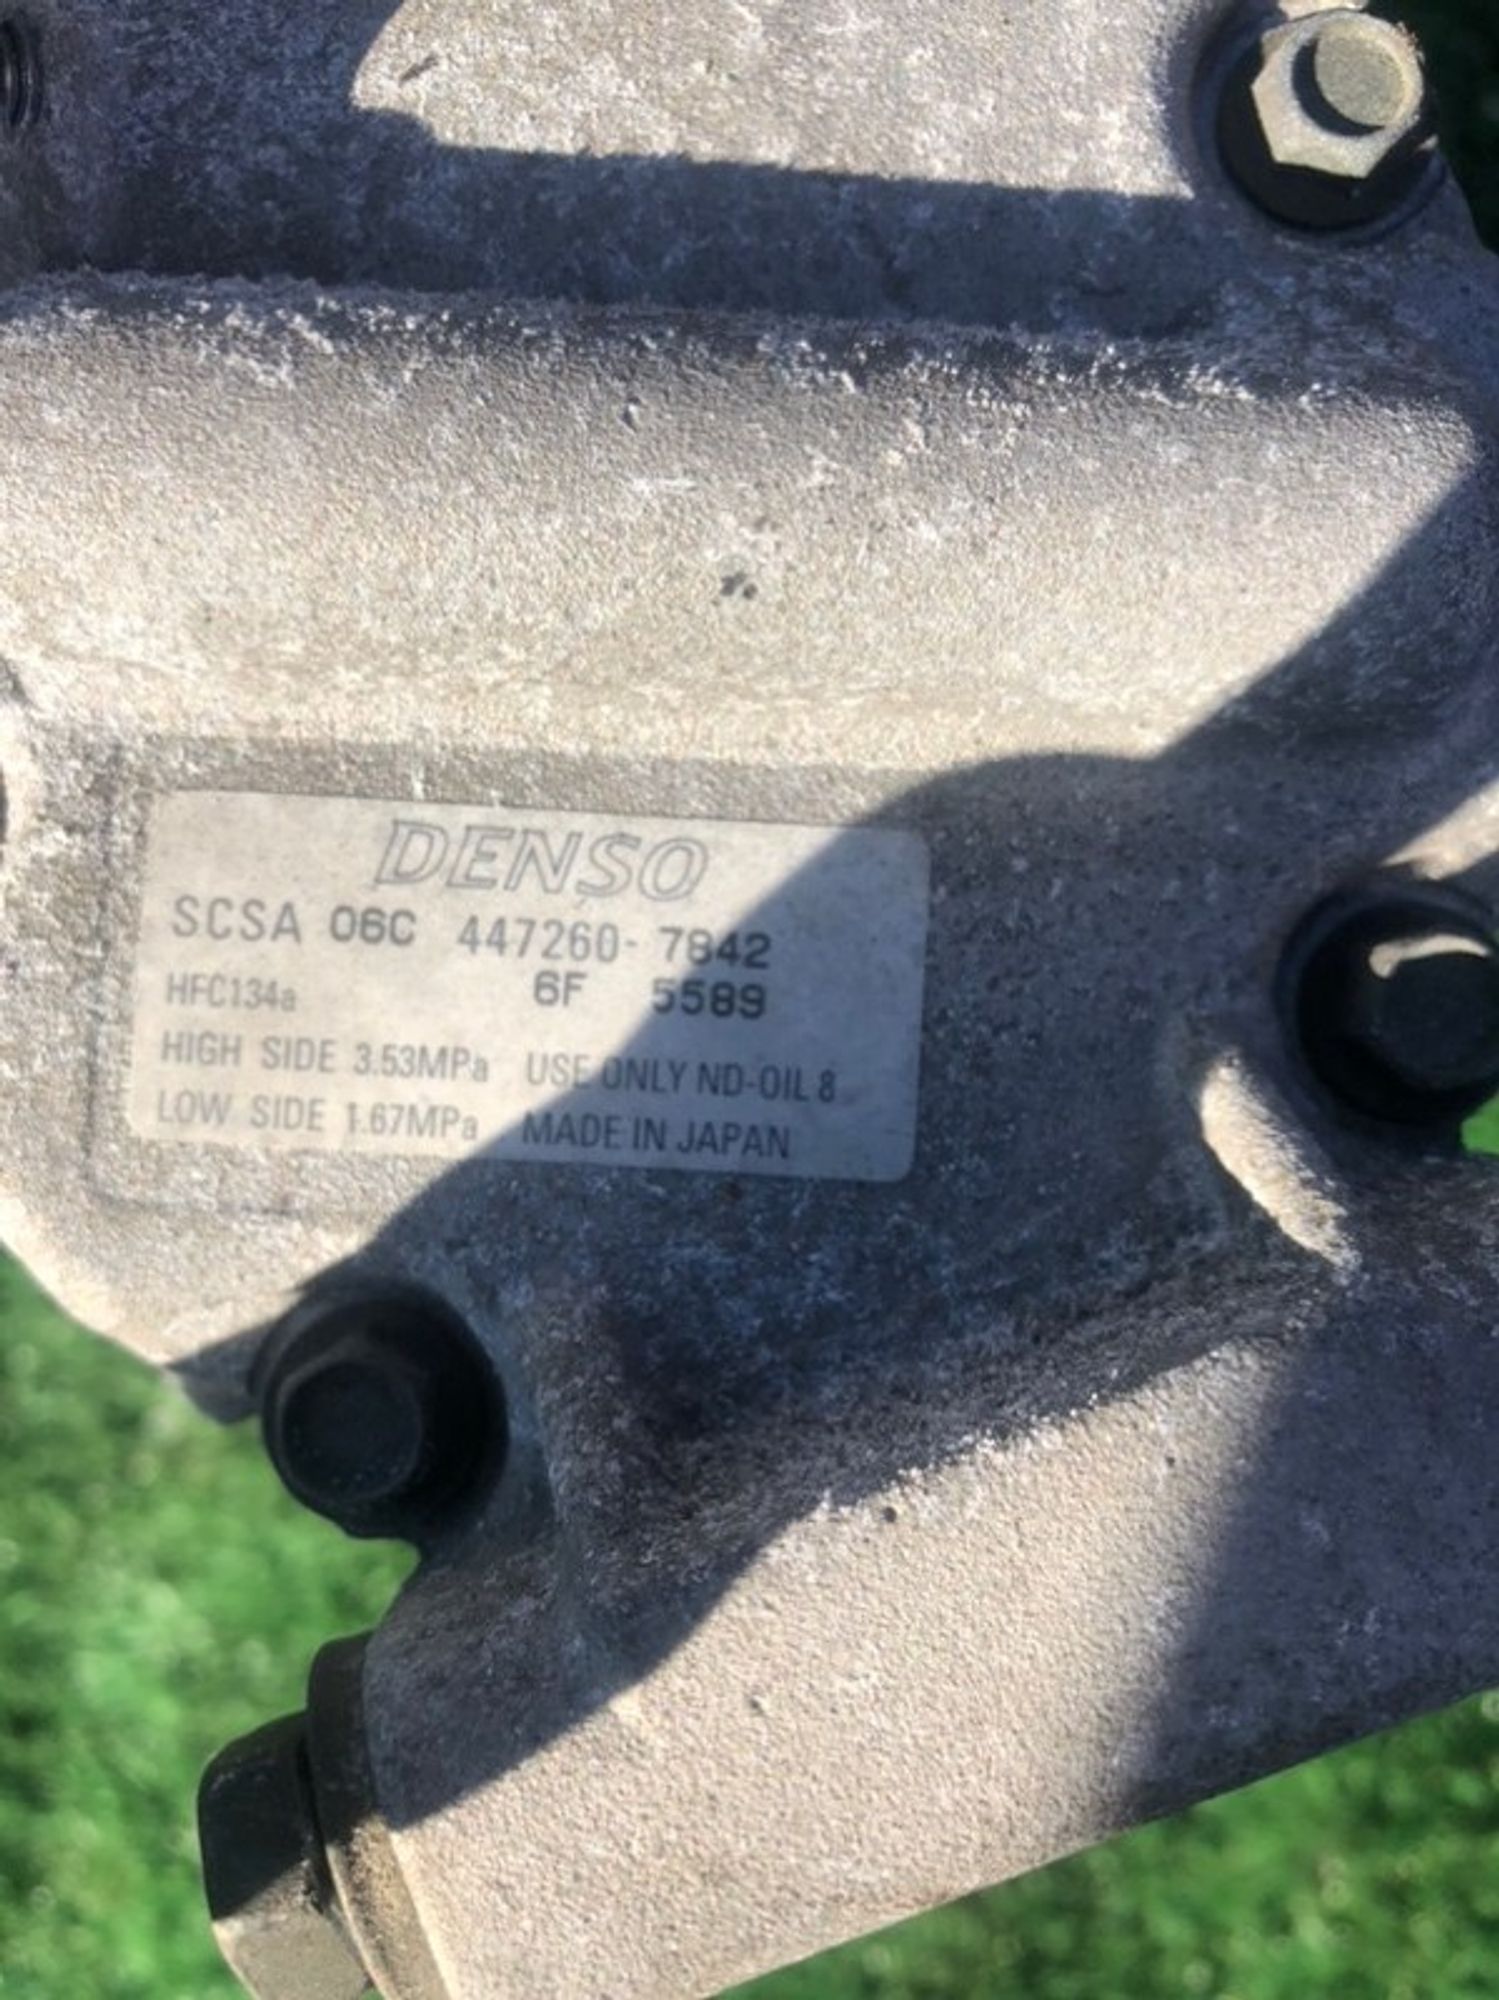 DENSO
SCSA 06C 447260-7842
HFC134a 6F 5589
HIGH SIDE 3.53MPa USE ONLY ND-OIL 8
LOW SIDE 1.67MPa MADE IN JAPAN